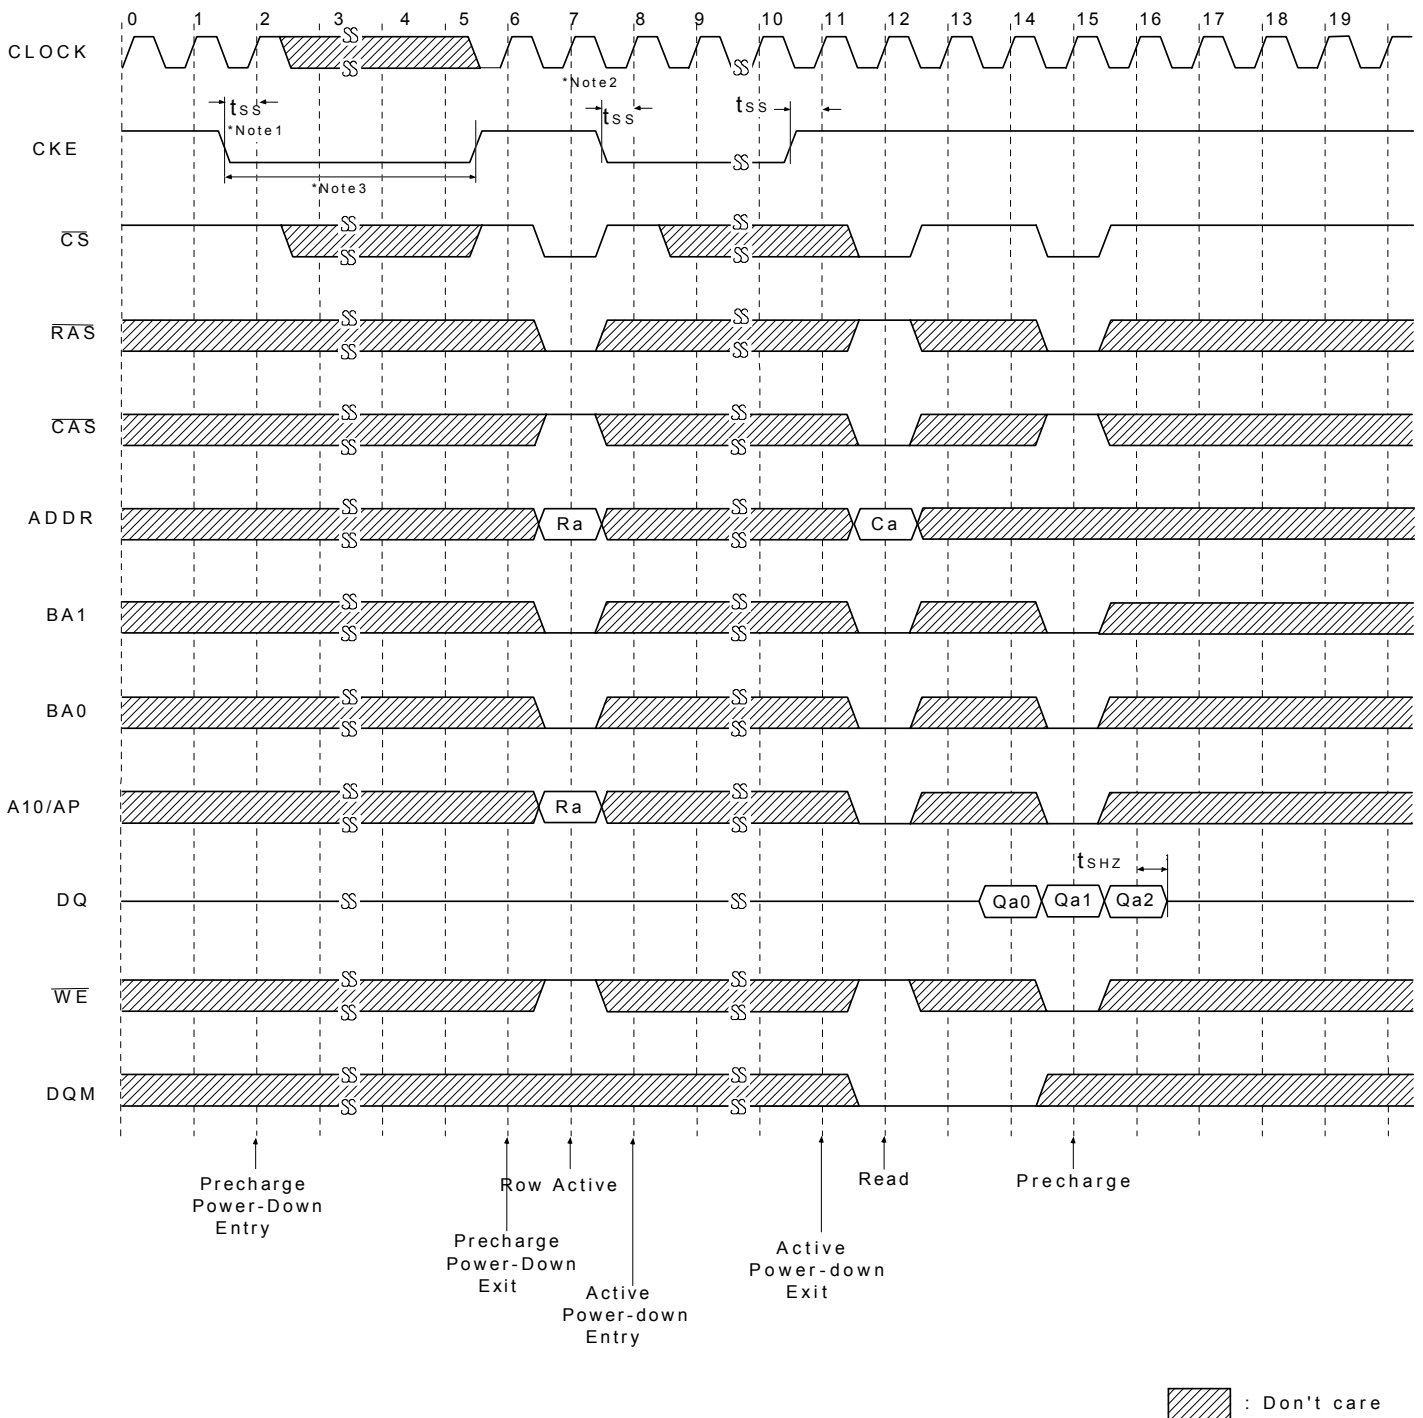 0 1 2 3 4 5 6 7 8 9 10 11 12 13 14 15 16 17 18 19
CLOCK
*Note2
tSS
tSS
tSS
*Note1
CKE
*Note3
CS
RAS
CAS
ADDR
Ra
Ca
BA1
BA0
A10/AP
Ra
tSHZ
DQ
Qa0 Qa1 Qa2
WE
DQM
Precharge
Power-Down
Entry
Row Active
Read
Precharge
Precharge
Power-Down
Exit
Active
Power-down
Exit
Active
Power-down
Entry
: Don't care